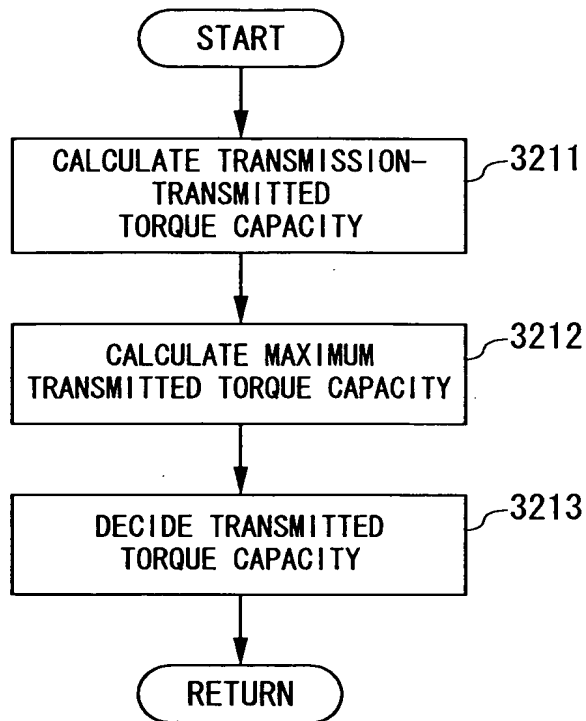 START
CALCULATE TRANSMISSION-
TRANSMITTED
TORQUE CAPACITY
3211
CALCULATE MAXIMUM
TRANSMITTED TORQUE CAPACITY
3212
DECIDE TRANSMITTED
TORQUE CAPACITY
3213
RETURN